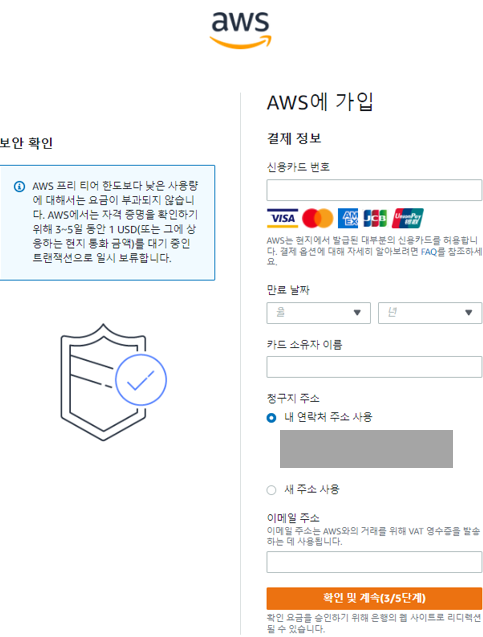 aws
보안 확인
AWS 프리 티어 한도보다 낮은 사용량
에 대해서는 요금이 부과되지 않습니
다. AWS에서는 자격 증명을 확인하기
위해 3~5일 동안 1 USD(또는 그에 상
응하는 현지 통화 금액)를 대기 중인
트랜잭션으로 일시 보류합니다.
AWS에 가입
결제 정보
신용카드 번호
VISA MasterCard AMEX JCB UnionPay 银联
AWS는 현지에서 발급된 대부분의 신용카드를 허용합니
다. 결제 옵션에 대해 자세히 알아보려면 FAQ를 참조하세
요.
만료 날짜
월 년
카드 소유자 이름
청구지 주소
내 연락처 주소 사용
새 주소 사용
이메일 주소
이메일 주소는 AWS와의 거래를 위해 VAT 영수증을 발송
하는 데 사용됩니다.
확인 및 계속(3/5단계)
확인 요금을 승인하기 위해 은행의 웹 사이트로 리디렉션
될 수 있습니다.